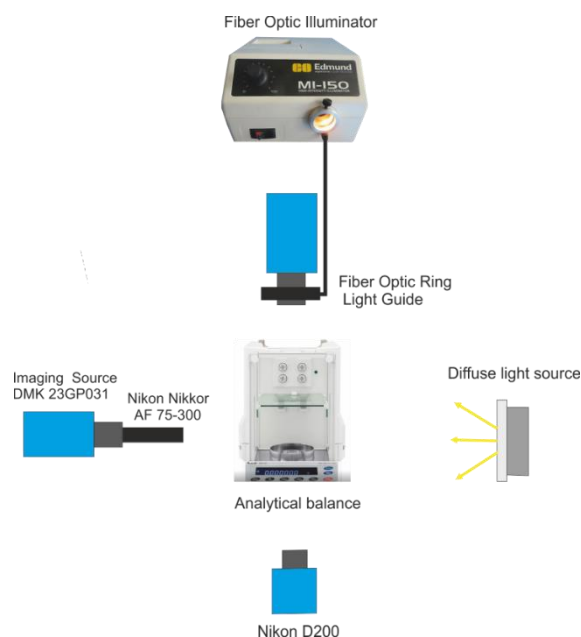 Fiber Optic Illuminator
Edmund
MI-150
Fiber Optic Ring
Light Guide
Imaging Source
DMK 23GP031
Nikon Nikkor
AF 75-300
Diffuse light source
Analytical balance
Nikon D200